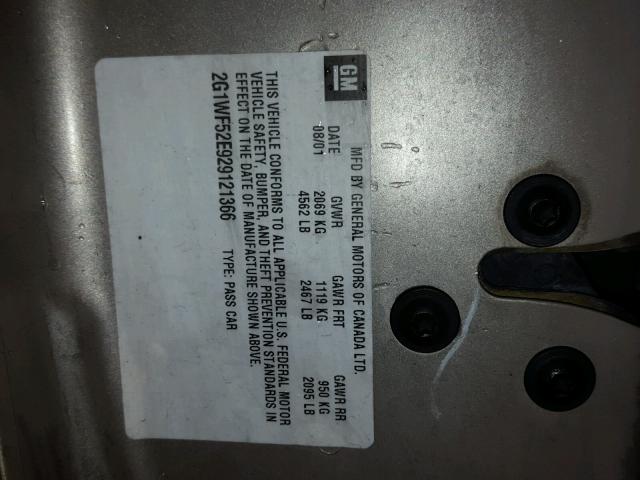 GM
MFD BY GENERAL MOTORS OF CANADA LTD.
DATE GVWR GAWR FRT GAWR RR
08/01 2069 KG 1119 KG 950 KG
4562 LB 2467 LB 2095 LB
THIS VEHICLE CONFORMS TO ALL APPLICABLE U.S. FEDERAL MOTOR
VEHICLE SAFETY, BUMPER, AND THEFT PREVENTION STANDARDS IN
EFFECT ON THE DATE OF MANUFACTURE SHOWN ABOVE.
2G1WF52E929121366 TYPE: PASS CAR